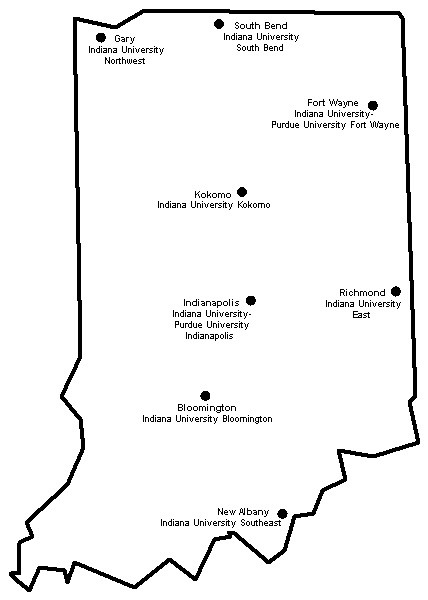 Gary
Indiana University
Northwest
South Bend
Indiana University
South Bend
Fort Wayne
Indiana University-
Purdue University Fort Wayne
Kokomo
Indiana University Kokomo
Indianapolis
Indiana University-
Purdue University
Indianapolis
Richmond
Indiana University
East
Bloomington
Indiana University Bloomington
New Albany
Indiana University Southeast